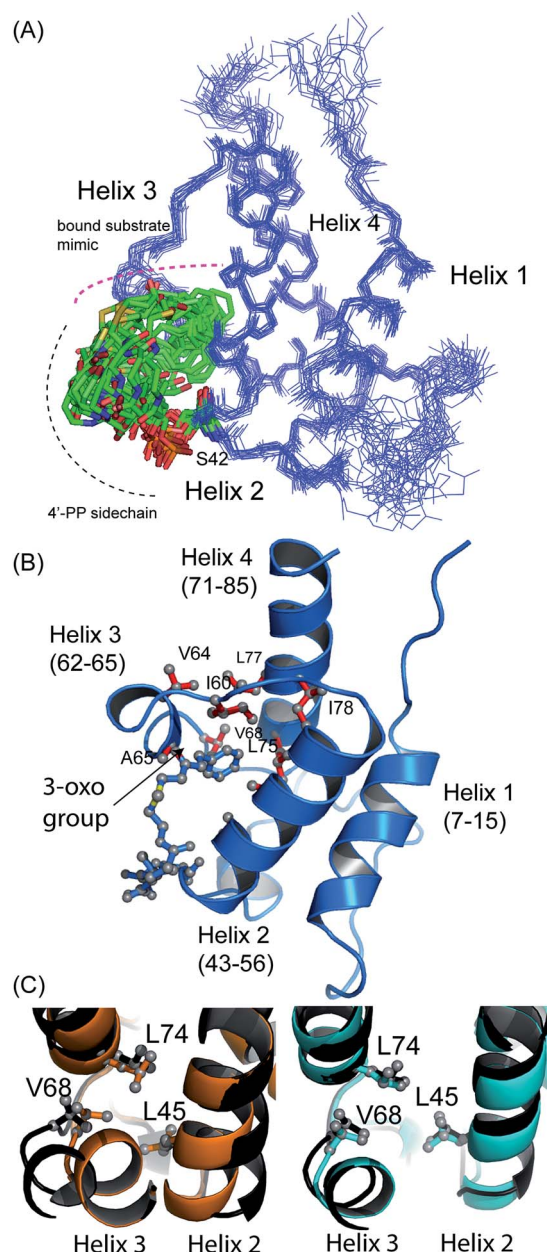 (A)
Helix 3
bound substrate
mimic
Helix 4
Helix 1
S42
Helix 2
4'-PP sidechain
(B)
Helix 4
(71-85)
Helix 3
(62-65)
V64
L77
I60
I78
V68
L75
A65
3-oxo
group
Helix 1
(7-15)
Helix 2
(43-56)
(C)
L74
V68
L45
Helix 3
Helix 2
L74
V68
L45
Helix 3
Helix 2